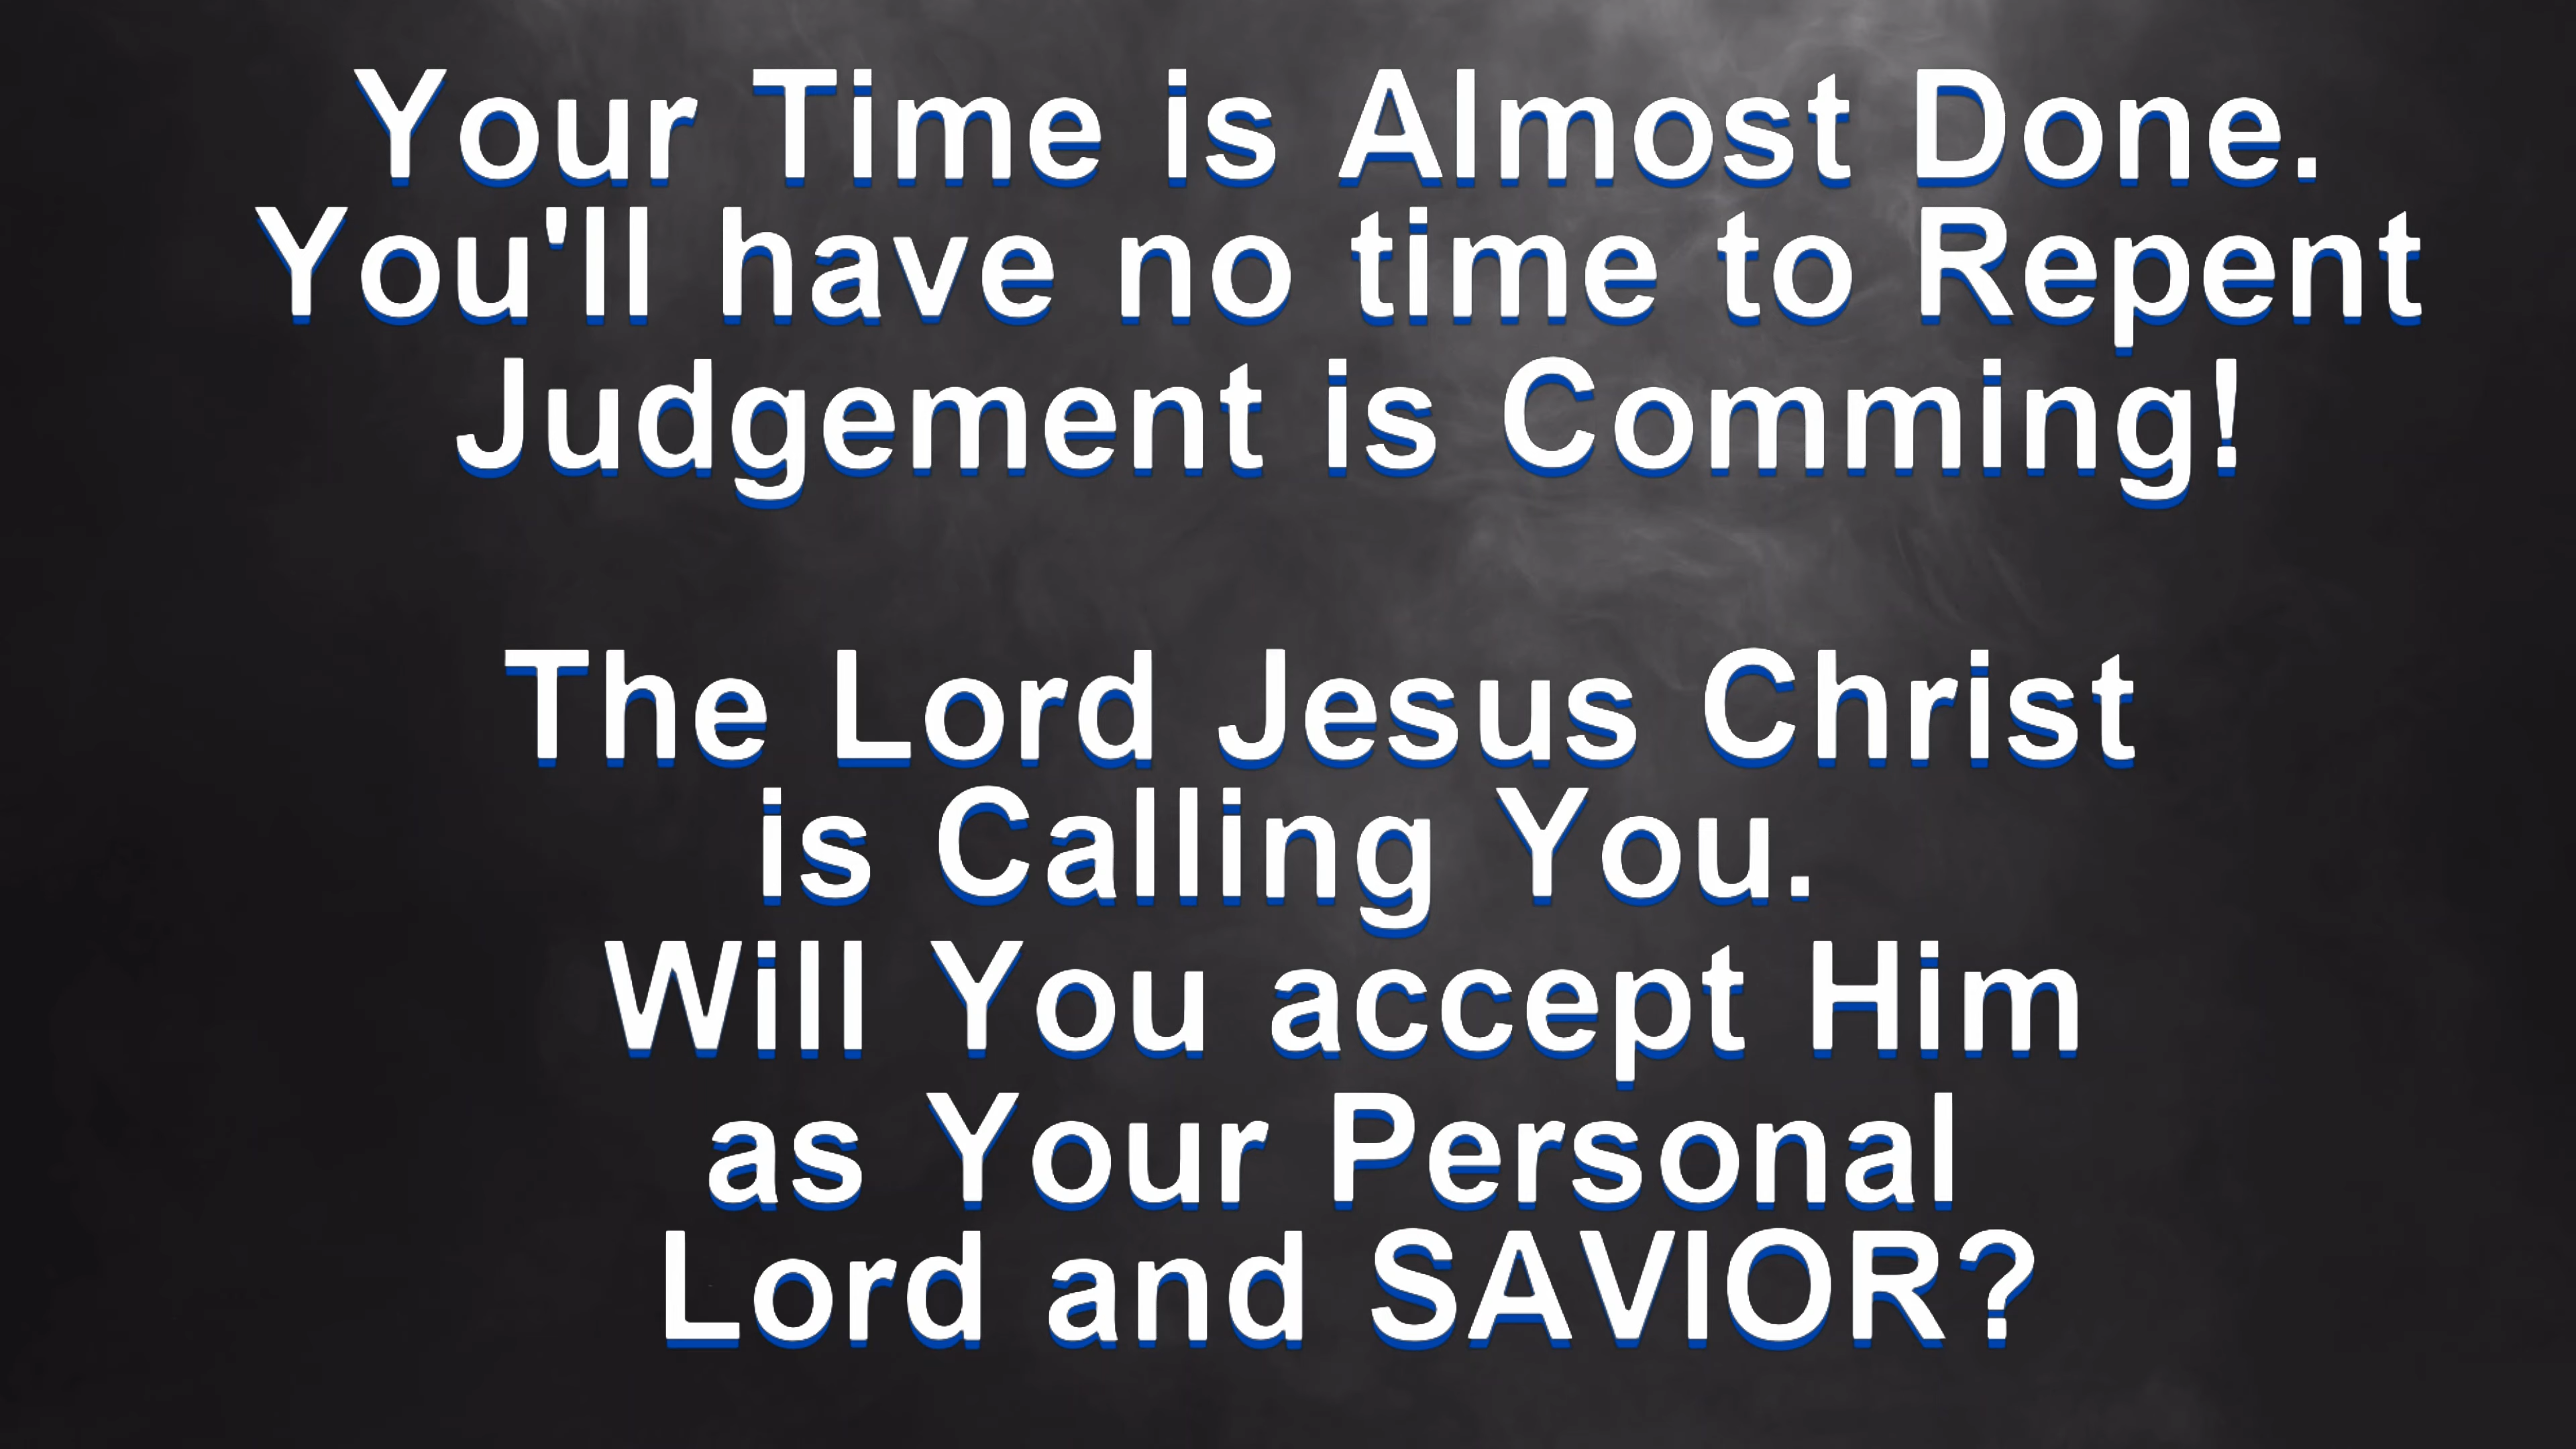 Your Time is Almost Done.
You'll have no time to Repent
Judgement is Comming!
The Lord Jesus Christ
is Calling You.
Will You accept Him
as Your Personal
Lord and SAVIOR?